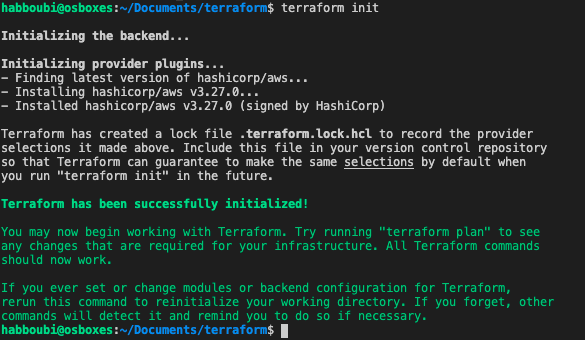 habboubi@osboxes:~/Documents/terraform$ terraform init
Initializing the backend...
Initializing provider plugins...
- Finding latest version of hashicorp/aws...
- Installing hashicorp/aws v3.27.0...
- Installed hashicorp/aws v3.27.0 (signed by HashiCorp)
Terraform has created a lock file .terraform.lock.hcl to record the provider
selections it made above. Include this file in your version control repository
so that Terraform can guarantee to make the same selections by default when
you run "terraform init" in the future.
Terraform has been successfully initialized!
You may now begin working with Terraform. Try running "terraform plan" to see
any changes that are required for your infrastructure. All Terraform commands
should now work.
If you ever set or change modules or backend configuration for Terraform,
rerun this command to reinitialize your working directory. If you forget, other
commands will detect it and remind you to do so if necessary.
habboubi@osboxes:~/Documents/terraform$